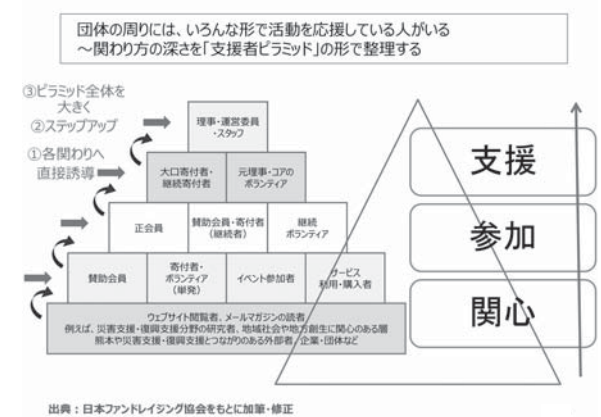 団体の周りには、いろんな形で活動を応援している人がいる
～関わり方の深さを「支援者ピラミッド」の形で整理する
③ピラミッド全体を
大きく
②ステップアップ
①各関わりへ
直接誘導
理事・運営委員
・スタッフ
大口寄付者・
継続寄付者
元理事・コアの
ボランティア
正会員
賛助会員・寄付者
(継続者)
継続
ボランティア
賛助会員
寄付者・
ボランティア
(単発)
イベント参加者
サービス
利用・購入者
ウェブサイト閲覧者、メールマガジンの読者
例えば、災害支援・復興支援分野の研究者、地域社会や地方創生に関心のある層
熊本や災害支援・復興支援とつながりのある外部者、企業・団体など
支援
参加
関心
出典：日本ファンドレイジング協会をもとに加筆・修正